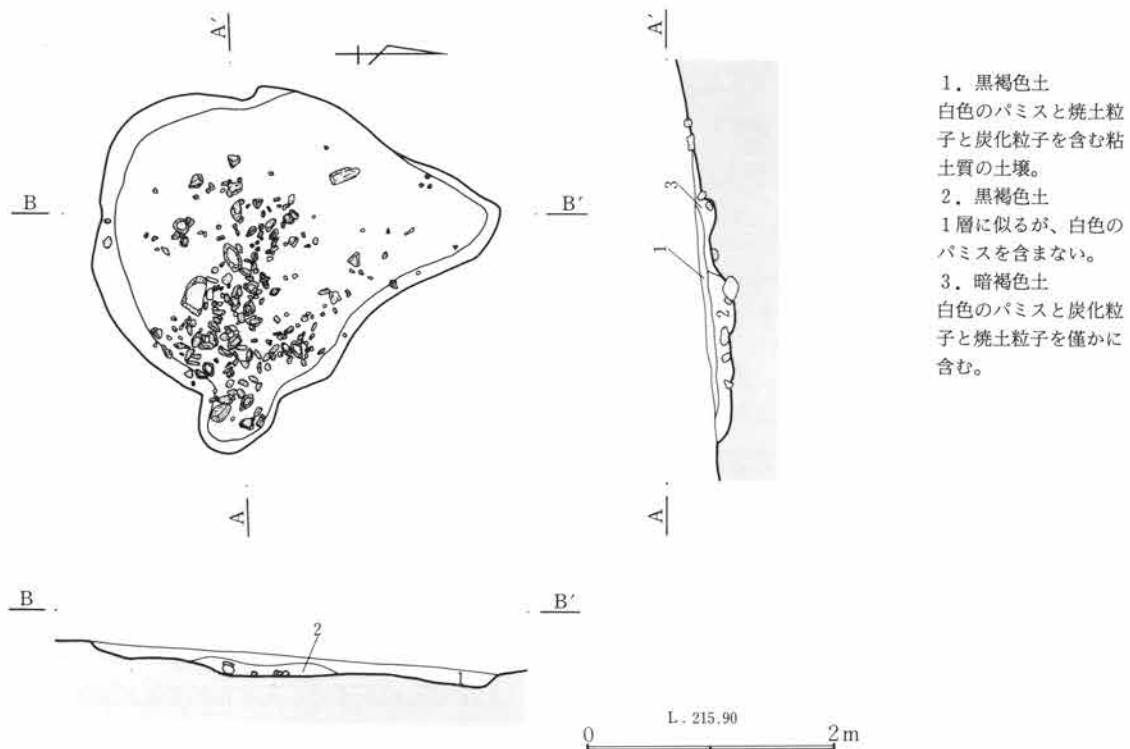 A′
A′
1．黒褐色土
白色のパミスと焼土粒
子と炭化粒子を含む粘
土質の土壌。
2．黒褐色土
1層に似るが、白色の
パミスを含まない。
3．暗褐色土
白色のパミスと炭化粒
子と焼土粒子を僅かに
含む。
B
B′
3
1
2
A
A
B
B′
2
1
L．215.90
0
2m